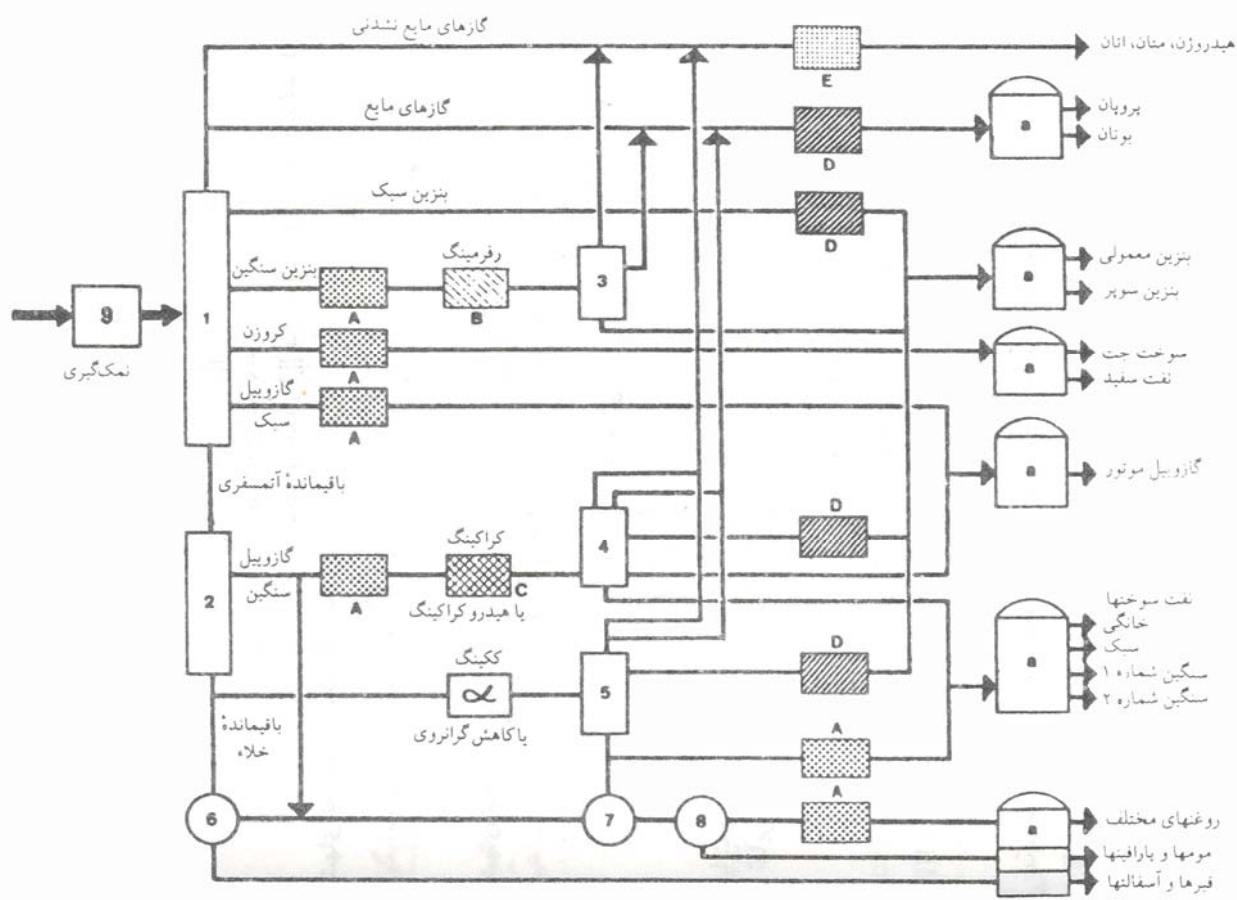 گازهای مایع نشدنی
E
هیدروژن، متان، اتان
گازهای مایع
D
a
پروپان
بوتان
بنزین سبک
D
1
بنزین سنگین
A
رفرمینگ
B
3
a
بنزین معمولی
بنزین سوپر
9
نمک‌گیری
کروزن
A
a
سوخت جت
نفت سفید
گازوییل
سبک
A
a
گازوییل موتور
باقیماندهٔ آتمسفری
2
گازوییل
سنگین
A
کراکینگ
C
یا هیدروکراکینگ
4
D
a
نفت سوختها
خانگی
سبک
سنگین شماره ۱
سنگین شماره ۲
ککینگ
α
یا کاهش گرانروی
5
D
A
باقیماندهٔ
خلاء
6
7
8
A
a
روغنهای مختلف
مومها و پارافینها
قیرها و آسفالتها